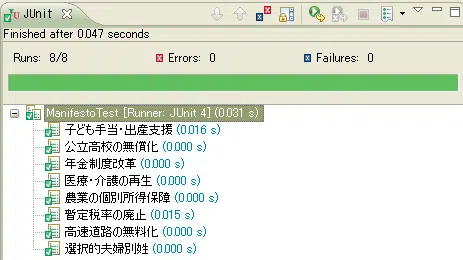 JUnit
Finished after 0.047 seconds
Runs: 8/8 Errors: 0 Failures: 0
ManifestoTest [Runner: JUnit 4] (0.031 s)
子ども手当・出産支援 (0.016 s)
公立高校の無償化 (0.000 s)
年金制度改革 (0.000 s)
医療・介護の再生 (0.000 s)
農業の個別所得保障 (0.000 s)
暫定税率の廃止 (0.015 s)
高速道路の無料化 (0.000 s)
選択的夫婦別姓 (0.000 s)